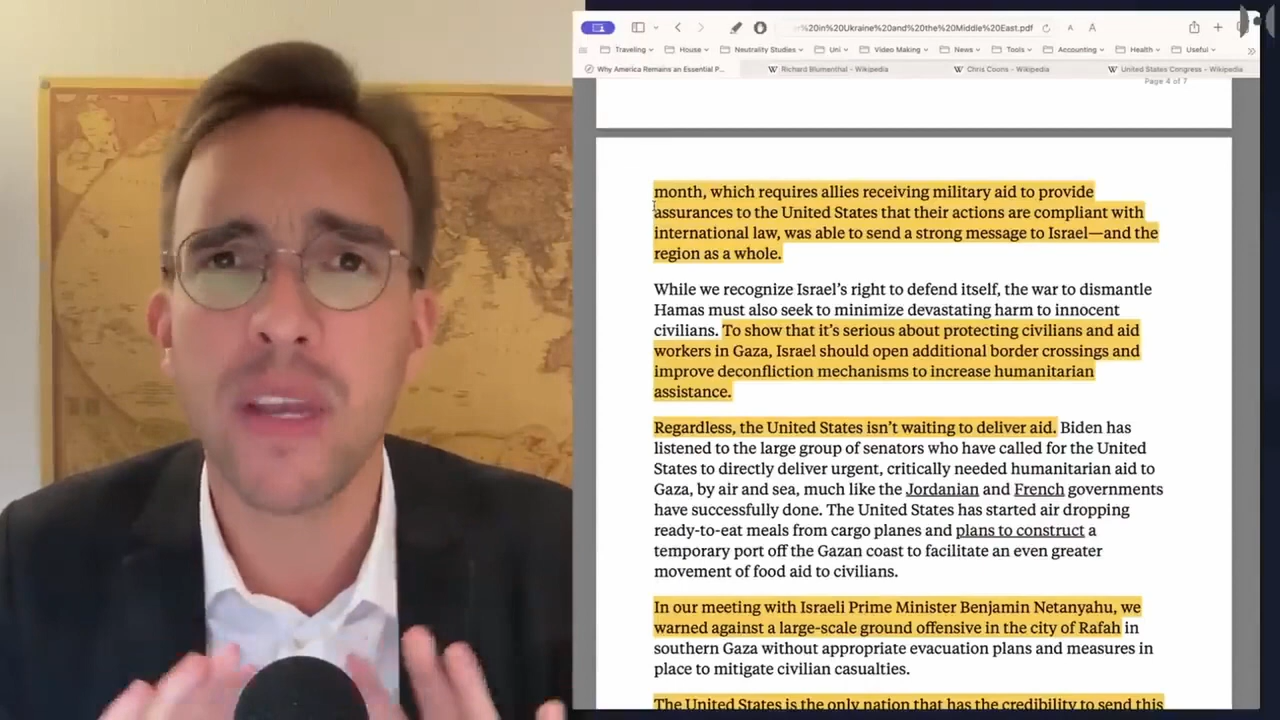 %20in%20Ukraine%20and%20the%20Middle%20East.pdf
A A
Traveling House Neutrality Studies Uni Video Making News Tools Accounting Health Useful
Why America Remains an Essential P... Richard Blumenthal - Wikipedia Chris Coons - Wikipedia United States Congress - Wikipedia
Page 4 of 7
month, which requires allies receiving military aid to provide
assurances to the United States that their actions are compliant with
international law, was able to send a strong message to Israel—and the
region as a whole.
While we recognize Israel’s right to defend itself, the war to dismantle
Hamas must also seek to minimize devastating harm to innocent
civilians. To show that it’s serious about protecting civilians and aid
workers in Gaza, Israel should open additional border crossings and
improve deconfliction mechanisms to increase humanitarian
assistance.
Regardless, the United States isn’t waiting to deliver aid. Biden has
listened to the large group of senators who have called for the United
States to directly deliver urgent, critically needed humanitarian aid to
Gaza, by air and sea, much like the Jordanian and French governments
have successfully done. The United States has started air dropping
ready-to-eat meals from cargo planes and plans to construct a
temporary port off the Gazan coast to facilitate an even greater
movement of food aid to civilians.
In our meeting with Israeli Prime Minister Benjamin Netanyahu, we
warned against a large-scale ground offensive in the city of Rafah in
southern Gaza without appropriate evacuation plans and measures in
place to mitigate civilian casualties.
The United States is the only nation that has the credibility to send this